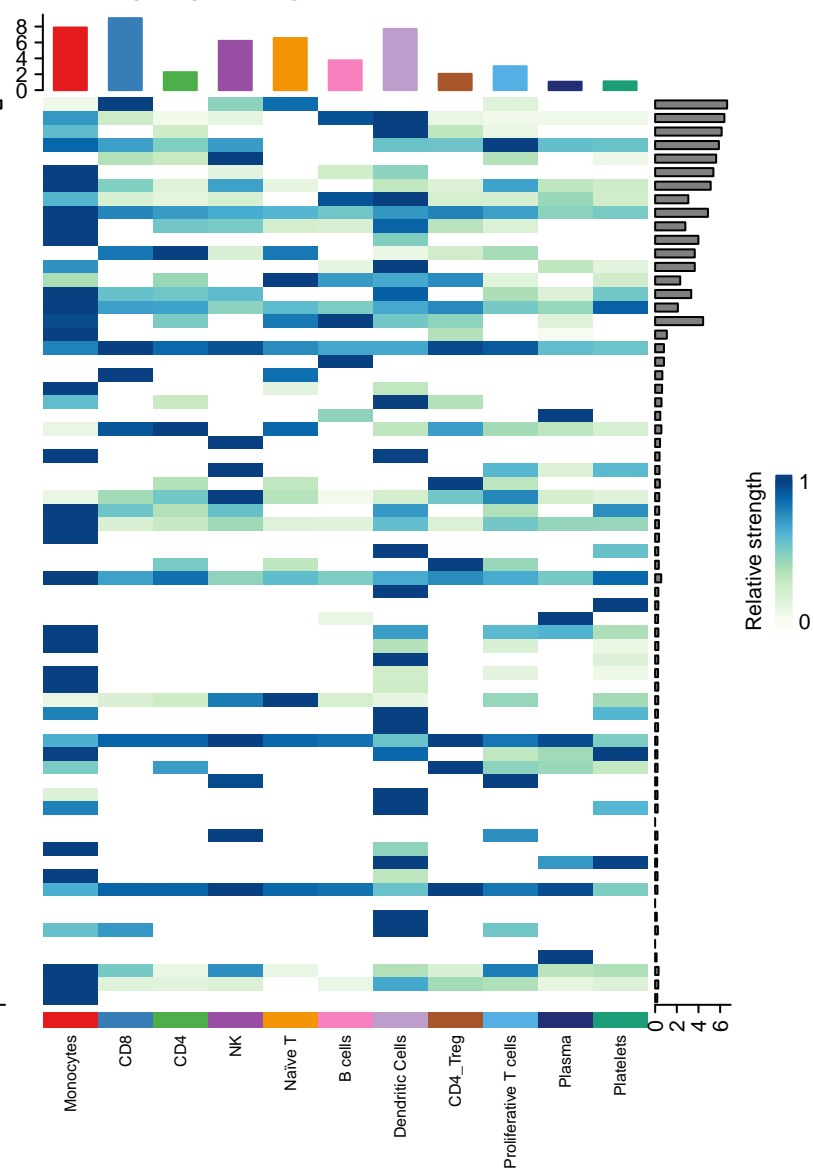 8
6
4
2
0
Relative strength
1
0
0 2 4 6
Monocytes
CD8
CD4
NK
Naïve T
B cells
Dendritic Cells
CD4_Treg
Proliferative T cells
Plasma
Platelets